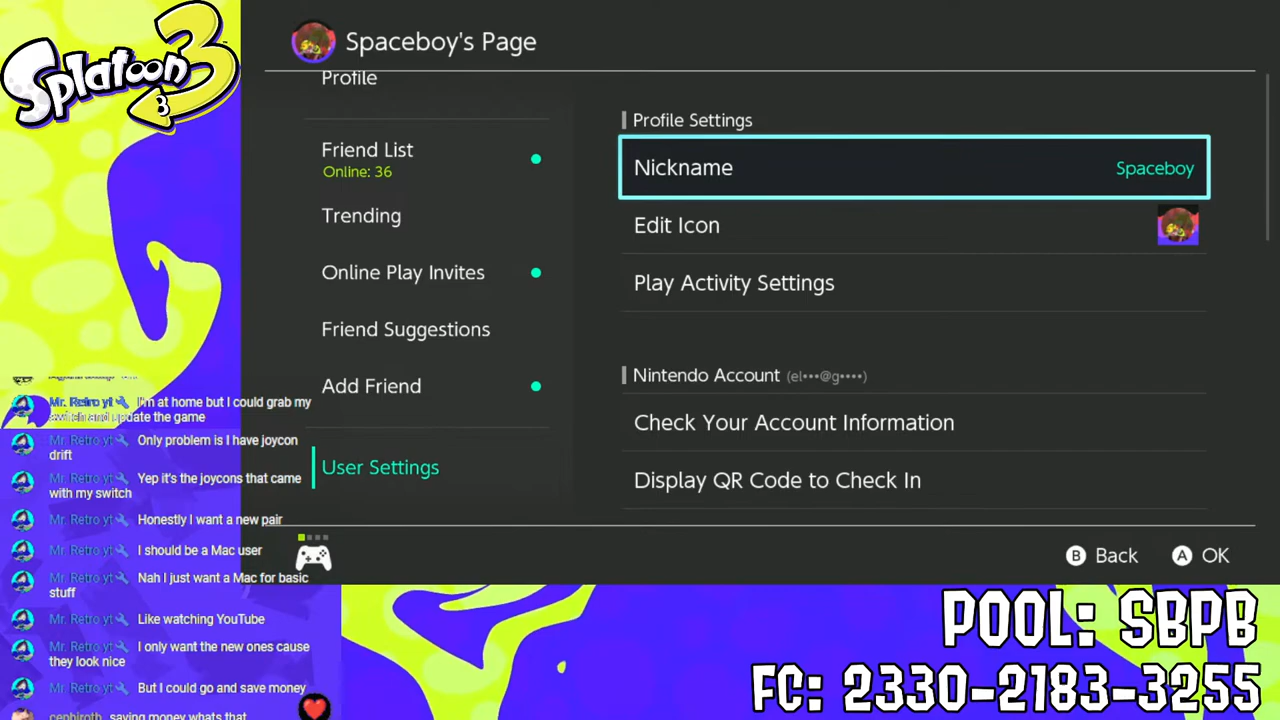 Splatoon 3
3
Spaceboy's Page
Profile
Friend List
Online: 36
Trending
Online Play Invites
Friend Suggestions
Add Friend
User Settings
Profile Settings
Nickname Spaceboy
Edit Icon
Play Activity Settings
Nintendo Account (el•••@g••••)
Check Your Account Information
Display QR Code to Check In
B Back A OK
Mr. Retro yt I'm at home but I could grab my
switch and update the game
Mr. Retro yt Only problem is I have joycon
drift
Mr. Retro yt Yep it's the joycons that came
with my switch
Mr. Retro yt Honestly I want a new pair
Mr. Retro yt I should be a Mac user
Mr. Retro yt Nah I just want a Mac for basic
stuff
Mr. Retro yt Like watching YouTube
Mr. Retro yt I only want the new ones cause
they look nice
Mr. Retro yt But I could go and save money
cephiroth saving money whats that
POOL: SBPB
FC: 2330-2183-3255